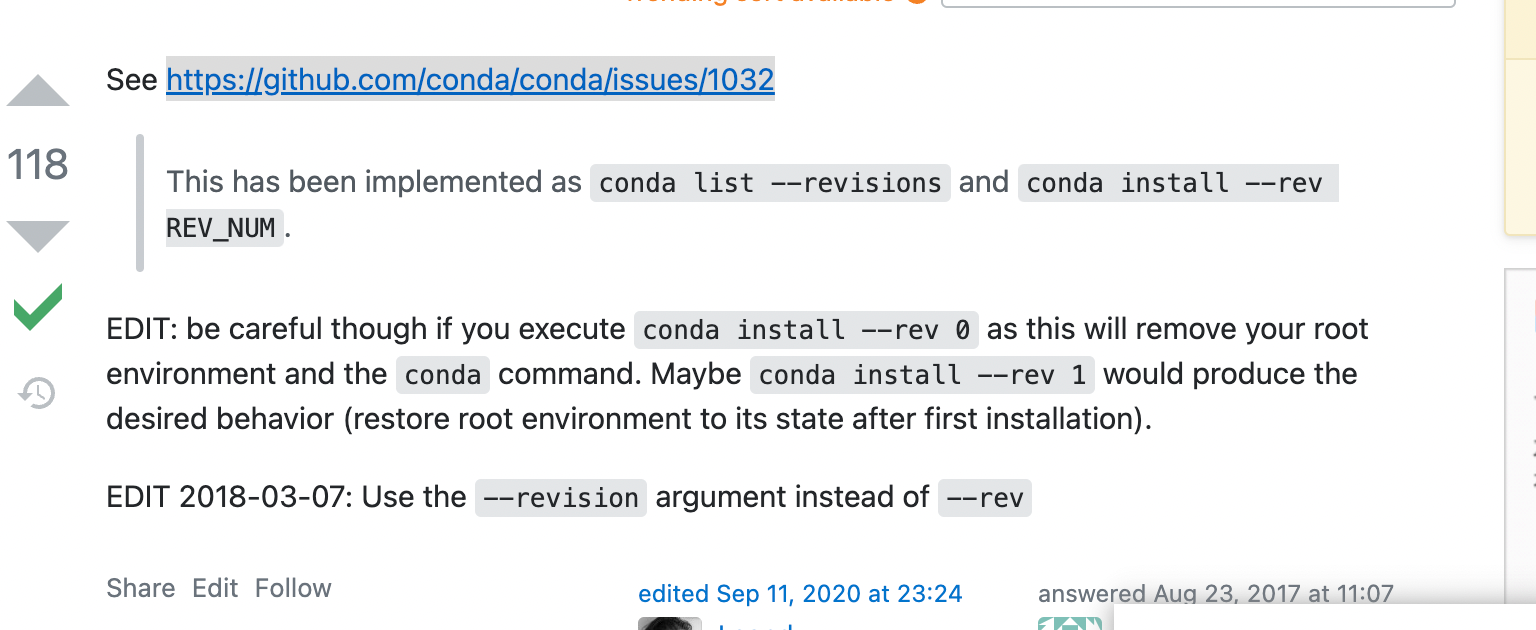 Trending sort available
See https://github.com/conda/conda/issues/1032
118
This has been implemented as conda list --revisions and conda install --rev
REV_NUM .
EDIT: be careful though if you execute conda install --rev 0 as this will remove your root
environment and the conda command. Maybe conda install --rev 1 would produce the
desired behavior (restore root environment to its state after first installation).
EDIT 2018-03-07: Use the --revision argument instead of --rev
Share Edit Follow
edited Sep 11, 2020 at 23:24
answered Aug 23, 2017 at 11:07